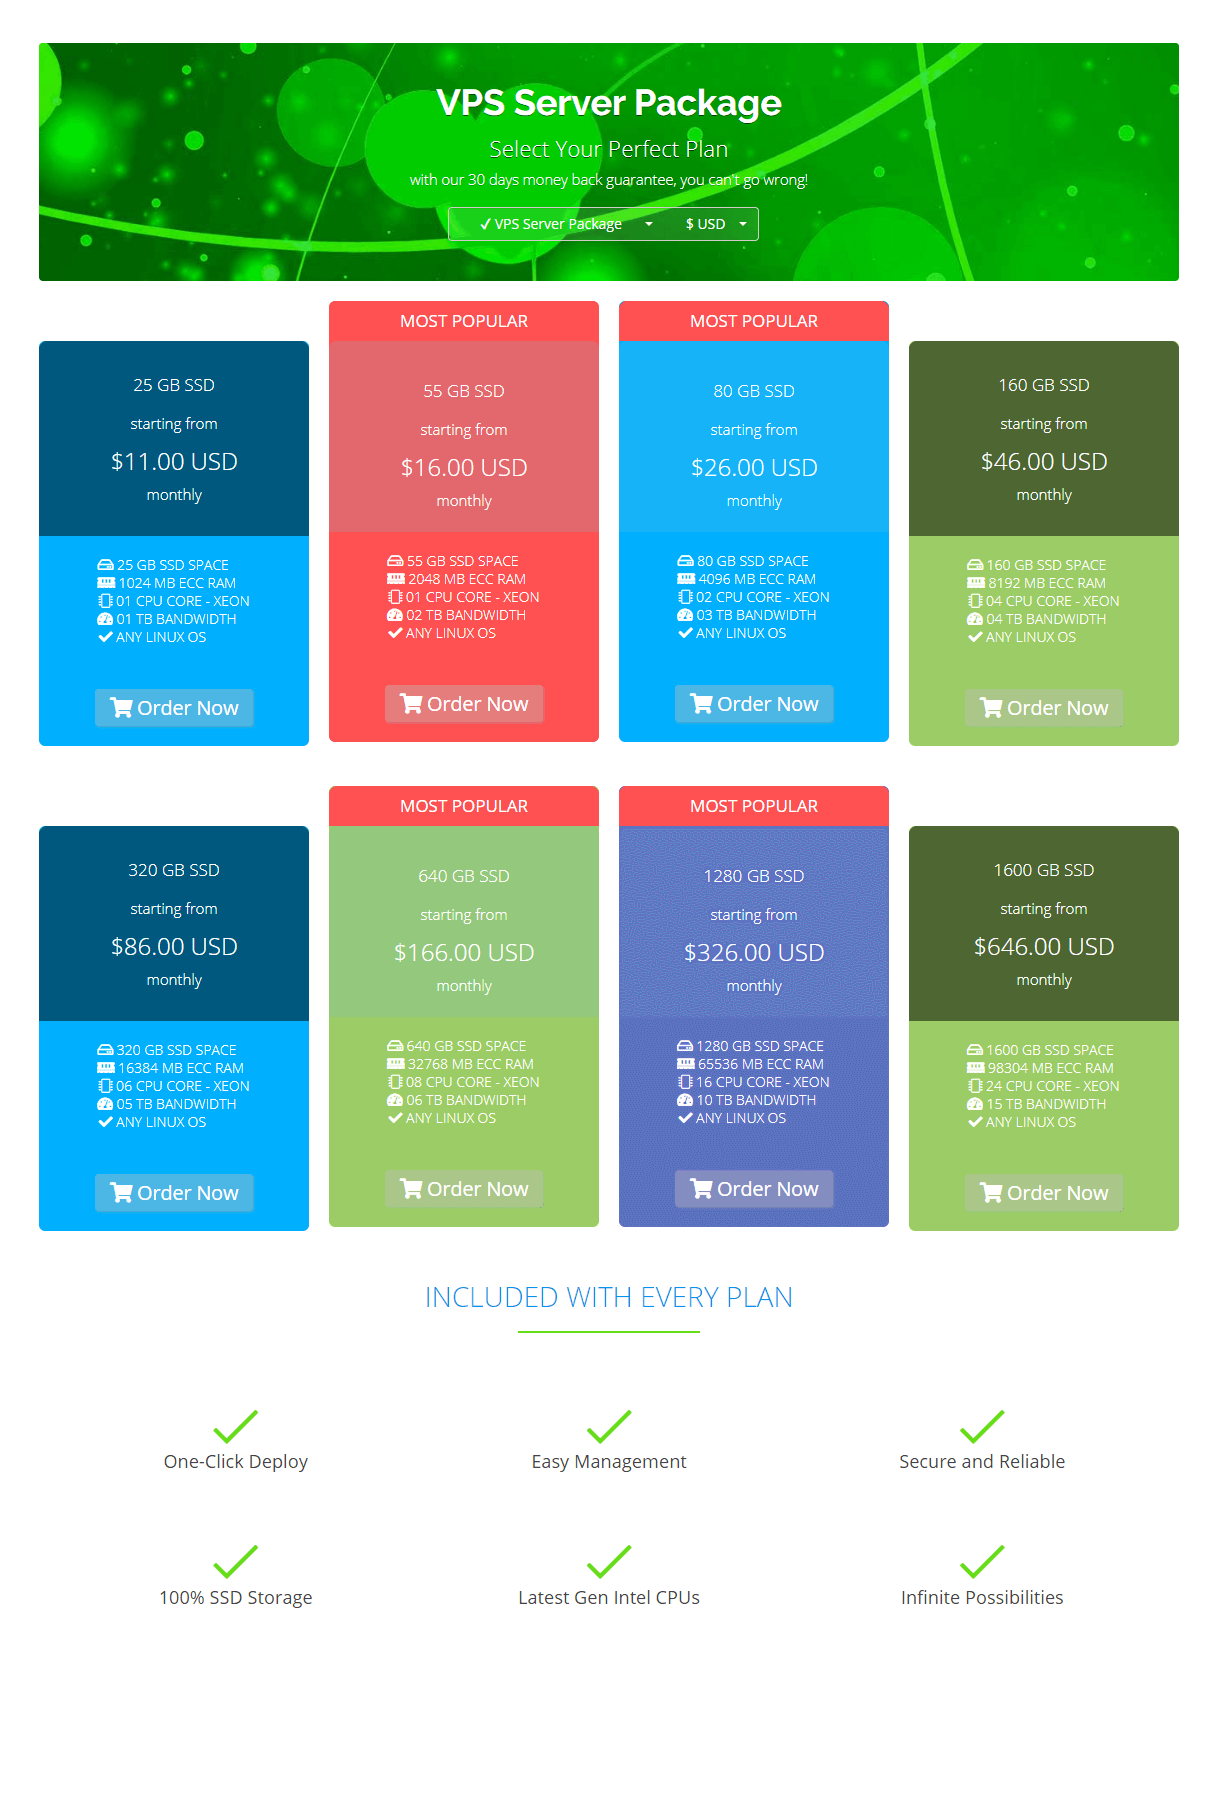 VPS Server Package
Select Your Perfect Plan
with our 30 days money back guarantee, you can't go wrong!
✓ VPS Server Package
$ USD
25 GB SSD
starting from
$11.00 USD
monthly
25 GB SSD SPACE
1024 MB ECC RAM
01 CPU CORE - XEON
01 TB BANDWIDTH
ANY LINUX OS
Order Now
MOST POPULAR
55 GB SSD
starting from
$16.00 USD
monthly
55 GB SSD SPACE
2048 MB ECC RAM
01 CPU CORE - XEON
02 TB BANDWIDTH
ANY LINUX OS
Order Now
MOST POPULAR
80 GB SSD
starting from
$26.00 USD
monthly
80 GB SSD SPACE
4096 MB ECC RAM
02 CPU CORE - XEON
03 TB BANDWIDTH
ANY LINUX OS
Order Now
160 GB SSD
starting from
$46.00 USD
monthly
160 GB SSD SPACE
8192 MB ECC RAM
04 CPU CORE - XEON
04 TB BANDWIDTH
ANY LINUX OS
Order Now
320 GB SSD
starting from
$86.00 USD
monthly
320 GB SSD SPACE
16384 MB ECC RAM
06 CPU CORE - XEON
05 TB BANDWIDTH
ANY LINUX OS
Order Now
MOST POPULAR
640 GB SSD
starting from
$166.00 USD
monthly
640 GB SSD SPACE
32768 MB ECC RAM
08 CPU CORE - XEON
06 TB BANDWIDTH
ANY LINUX OS
Order Now
MOST POPULAR
1280 GB SSD
starting from
$326.00 USD
monthly
1280 GB SSD SPACE
65536 MB ECC RAM
16 CPU CORE - XEON
10 TB BANDWIDTH
ANY LINUX OS
Order Now
1600 GB SSD
starting from
$646.00 USD
monthly
1600 GB SSD SPACE
98304 MB ECC RAM
24 CPU CORE - XEON
15 TB BANDWIDTH
ANY LINUX OS
Order Now
INCLUDED WITH EVERY PLAN
One-Click Deploy
Easy Management
Secure and Reliable
100% SSD Storage
Latest Gen Intel CPUs
Infinite Possibilities